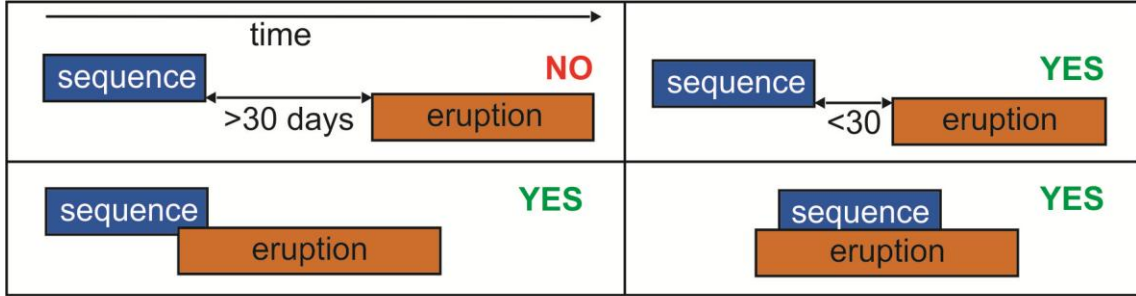 time
sequence
NO
>30 days
eruption
sequence
YES
<30
eruption
sequence
YES
eruption
sequence
YES
eruption